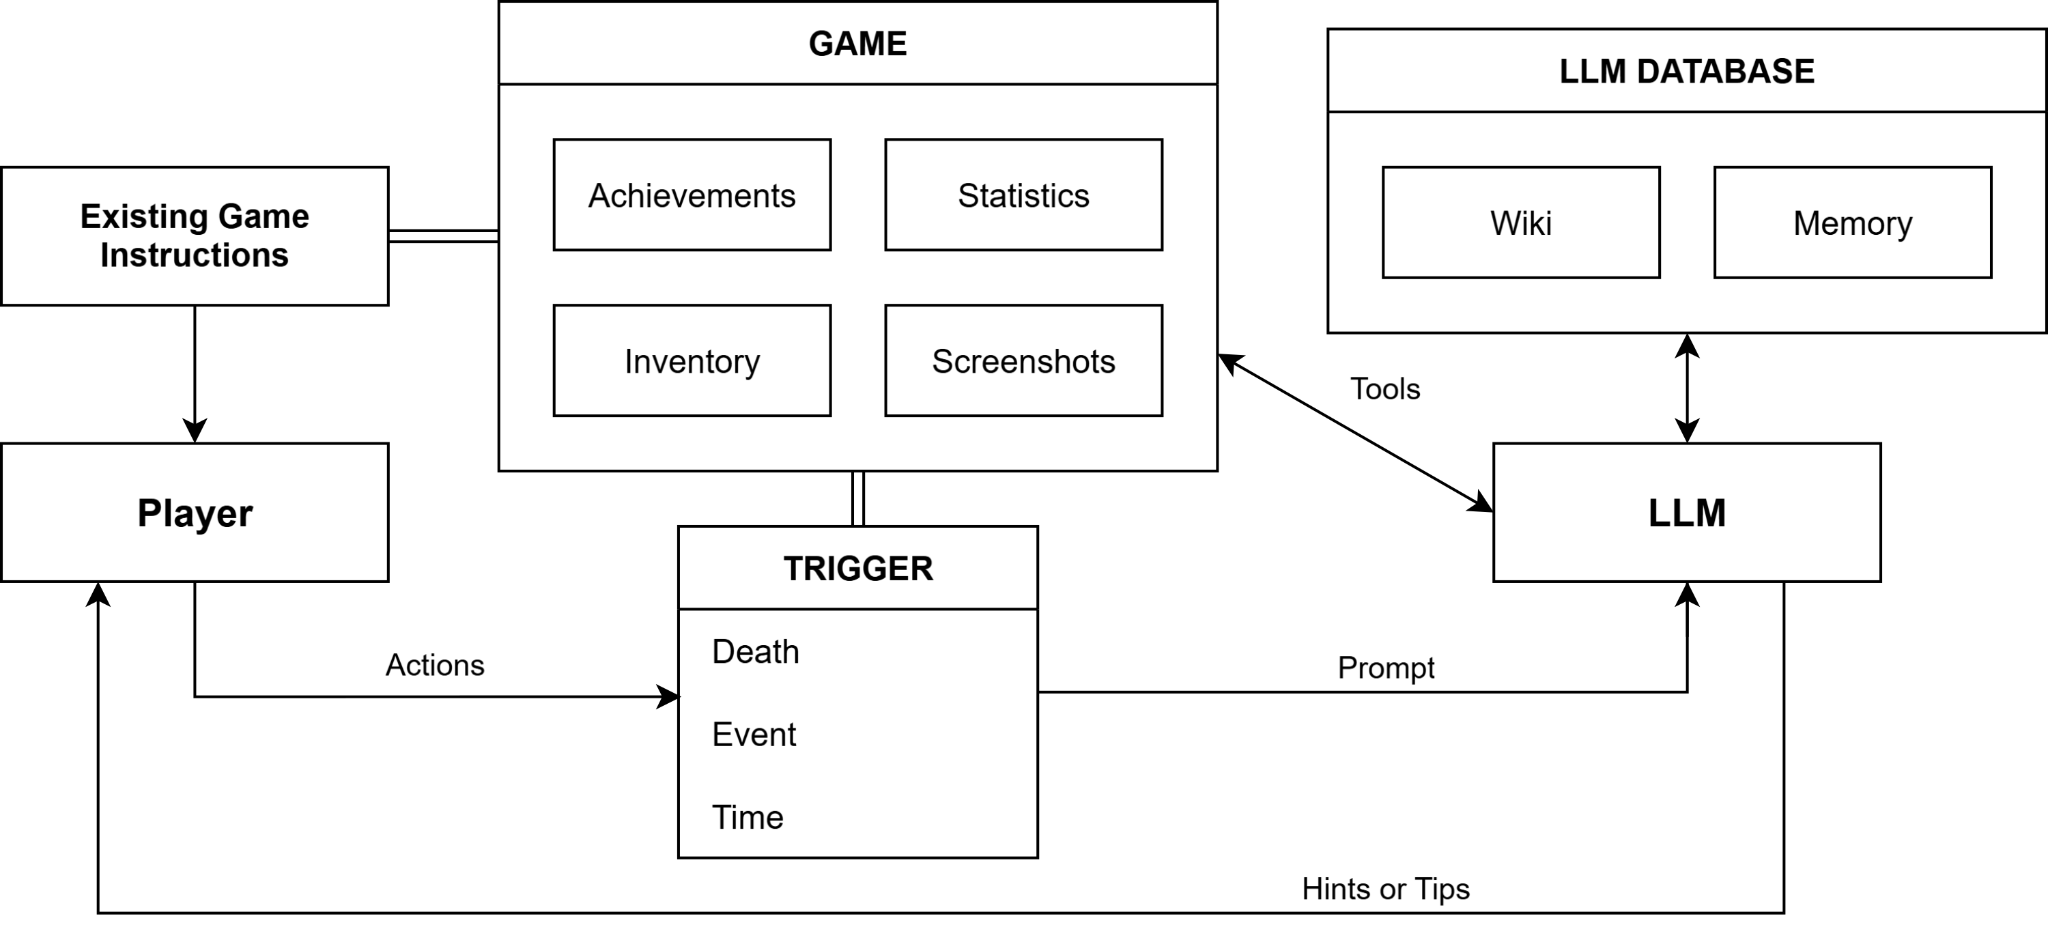 GAME
LLM DATABASE
Achievements
Statistics
Existing Game
Instructions
Wiki
Memory
Inventory
Screenshots
Tools
Player
LLM
TRIGGER
Death
Actions
Prompt
Event
Time
Hints or Tips